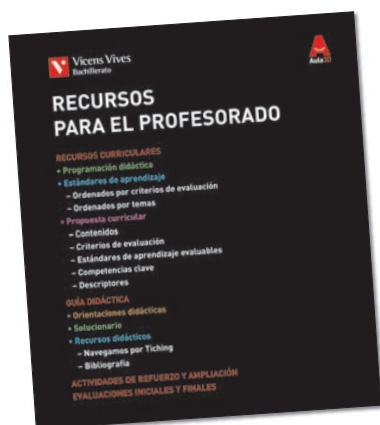 Vicens Vives
Bachillerato
Aula3D
RECURSOS
PARA EL PROFESORADO
RECURSOS CURRICULARES
• Programación didáctica
• Estándares de aprendizaje
– Ordenados por criterios de evaluación
– Ordenados por temas
• Propuesta curricular
– Contenidos
– Criterios de evaluación
– Estándares de aprendizaje evaluables
– Competencias clave
– Descriptores
GUÍA DIDÁCTICA
• Orientaciones didácticas
• Solucionario
• Recursos didácticos
– Navegamos por Tiching
– Bibliografía
ACTIVIDADES DE REFUERZO Y AMPLIACIÓN
EVALUACIONES INICIALES Y FINALES